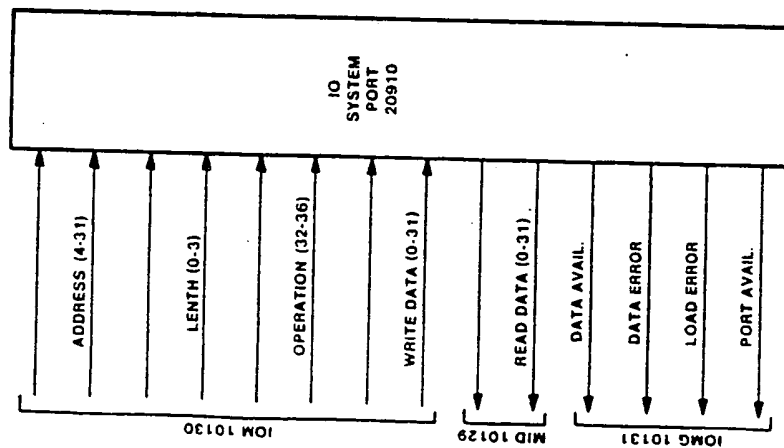 IO
SYSTEM
PORT
20910
ADDRESS (4-31)
LENTH (0-3)
OPERATION (32-36)
WRITE DATA (0-31)
READ DATA (0-31)
DATA AVAIL.
DATA ERROR
LOAD ERROR
PORT AVAIL.
IOM 10130
MID 10129
IOMG 10131